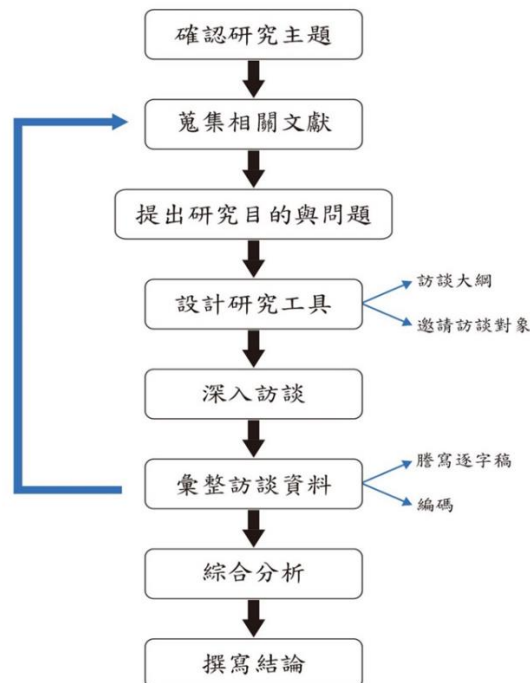 確認研究主題
蒐集相關文獻
提出研究目的與問題
設計研究工具
訪談大綱
邀請訪談對象
深入訪談
彙整訪談資料
謄寫逐字稿
編碼
綜合分析
撰寫結論